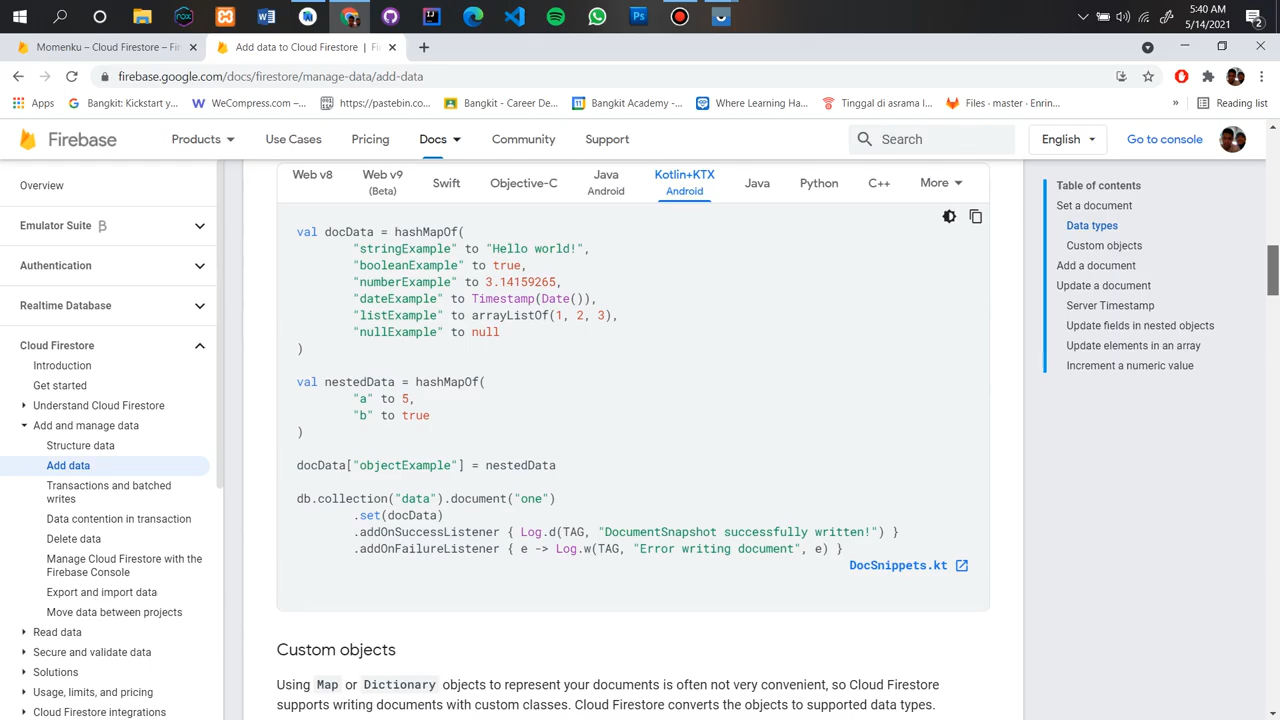 5:40 AM
5/14/2021
2
Momenku – Cloud Firestore – Fi
Add data to Cloud Firestore | Fi
firebase.google.com/docs/firestore/manage-data/add-data
Apps
Bangkit: Kickstart y...
WeCompress.com –...
https://pastebin.co...
Bangkit - Career De...
Bangkit Academy -...
Where Learning Ha...
Tinggal di asrama l...
Files · master · Enrin...
»
Reading list
Firebase
Products
Use Cases
Pricing
Docs
Community
Support
Search
English
Go to console
Overview
Emulator Suite
Authentication
Realtime Database
Cloud Firestore
Introduction
Get started
Understand Cloud Firestore
Add and manage data
Structure data
Add data
Transactions and batched
writes
Data contention in transaction
Delete data
Manage Cloud Firestore with the
Firebase Console
Export and import data
Move data between projects
Read data
Secure and validate data
Solutions
Usage, limits, and pricing
Cloud Firestore integrations
Web v8
Web v9
(Beta)
Swift
Objective-C
Java
Android
Kotlin+KTX
Android
Java
Python
C++
More
val docData = hashMapOf(
"stringExample" to "Hello world!",
"booleanExample" to true,
"numberExample" to 3.14159265,
"dateExample" to Timestamp(Date()),
"listExample" to arrayListOf(1, 2, 3),
"nullExample" to null
)
val nestedData = hashMapOf(
"a" to 5,
"b" to true
)
docData["objectExample"] = nestedData
db.collection("data").document("one")
.set(docData)
.addOnSuccessListener { Log.d(TAG, "DocumentSnapshot successfully written!") }
.addOnFailureListener { e -> Log.w(TAG, "Error writing document", e) }
DocSnippets.kt
Custom objects
Using Map or Dictionary objects to represent your documents is often not very convenient, so Cloud Firestore
supports writing documents with custom classes. Cloud Firestore converts the objects to supported data types.
Table of contents
Set a document
Data types
Custom objects
Add a document
Update a document
Server Timestamp
Update fields in nested objects
Update elements in an array
Increment a numeric value